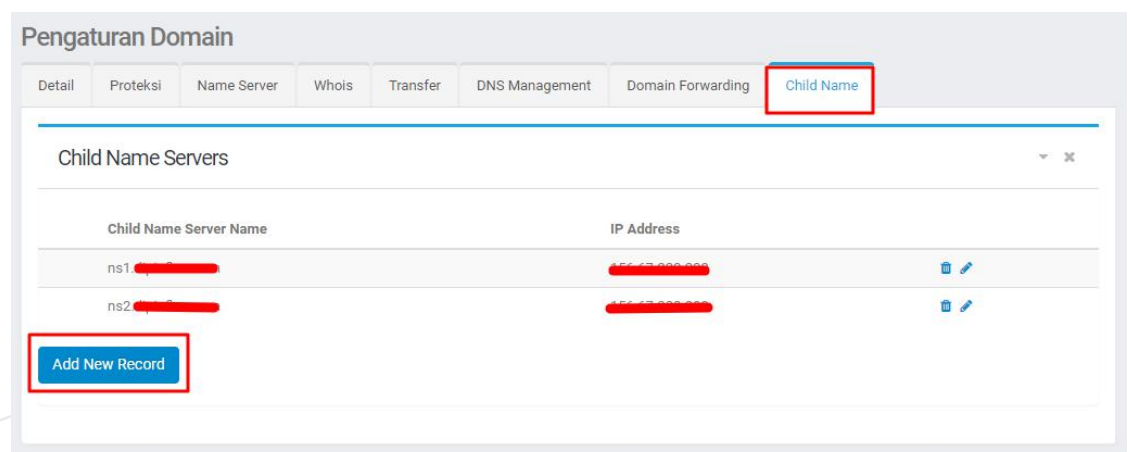 Pengaturan Domain
Detail Proteksi Name Server Whois Transfer DNS Management Domain Forwarding Child Name
Child Name Servers
Child Name Server Name IP Address
ns1.
ns2.
Add New Record